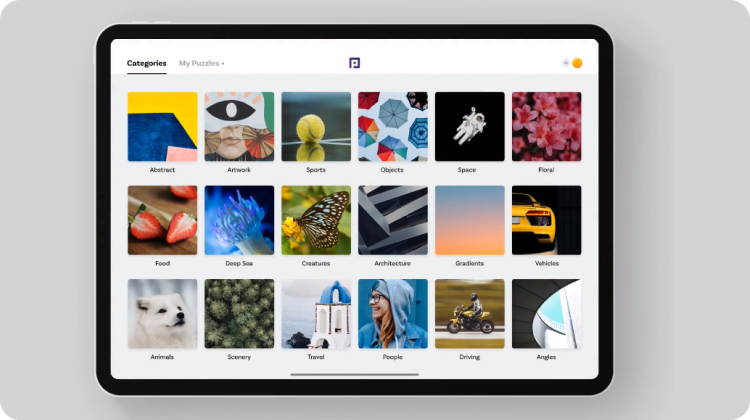 Categories
My Puzzles
Abstract
Artwork
Sports
Objects
Space
Floral
Food
Deep Sea
Creatures
Architecture
Gradients
Vehicles
Animals
Scenery
Travel
People
Driving
Angles